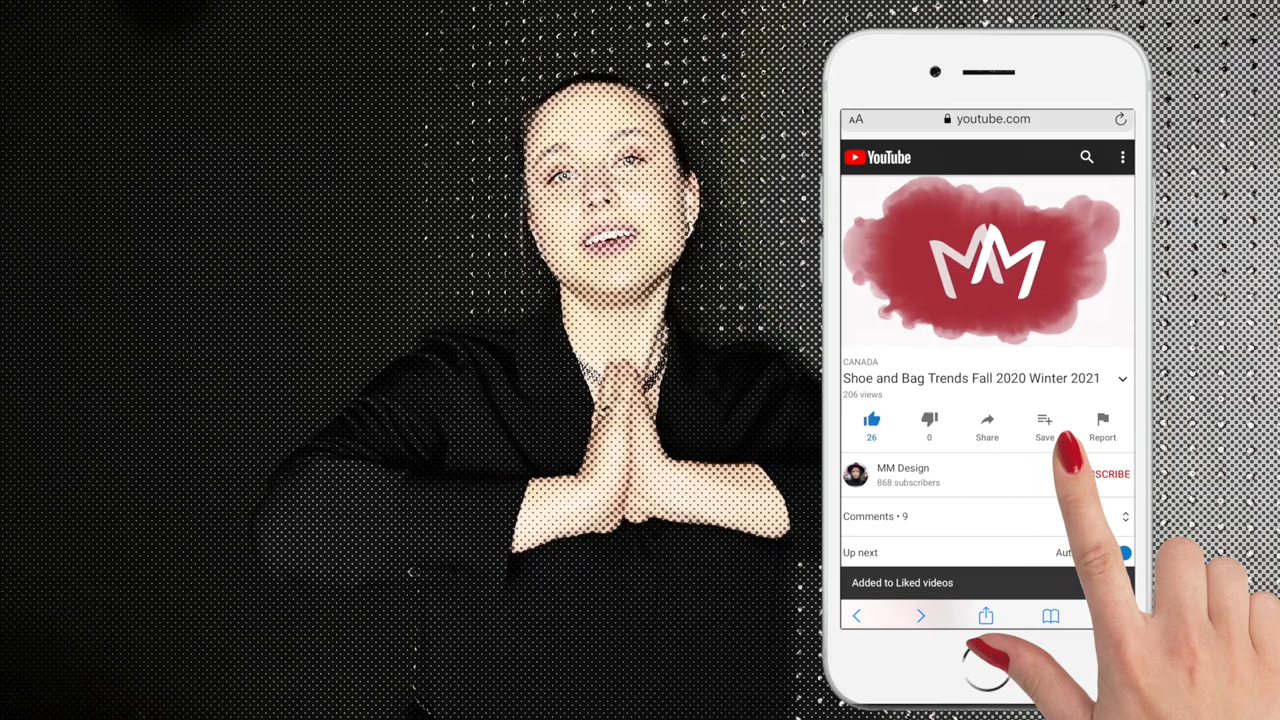 AA youtube.com
YouTube
MM
CANADA
Shoe and Bag Trends Fall 2020 Winter 2021
206 views
26 0 Share Save Report
MM Design SCRIBE
868 subscribers
Comments • 9
Up next Aut
Added to Liked videos